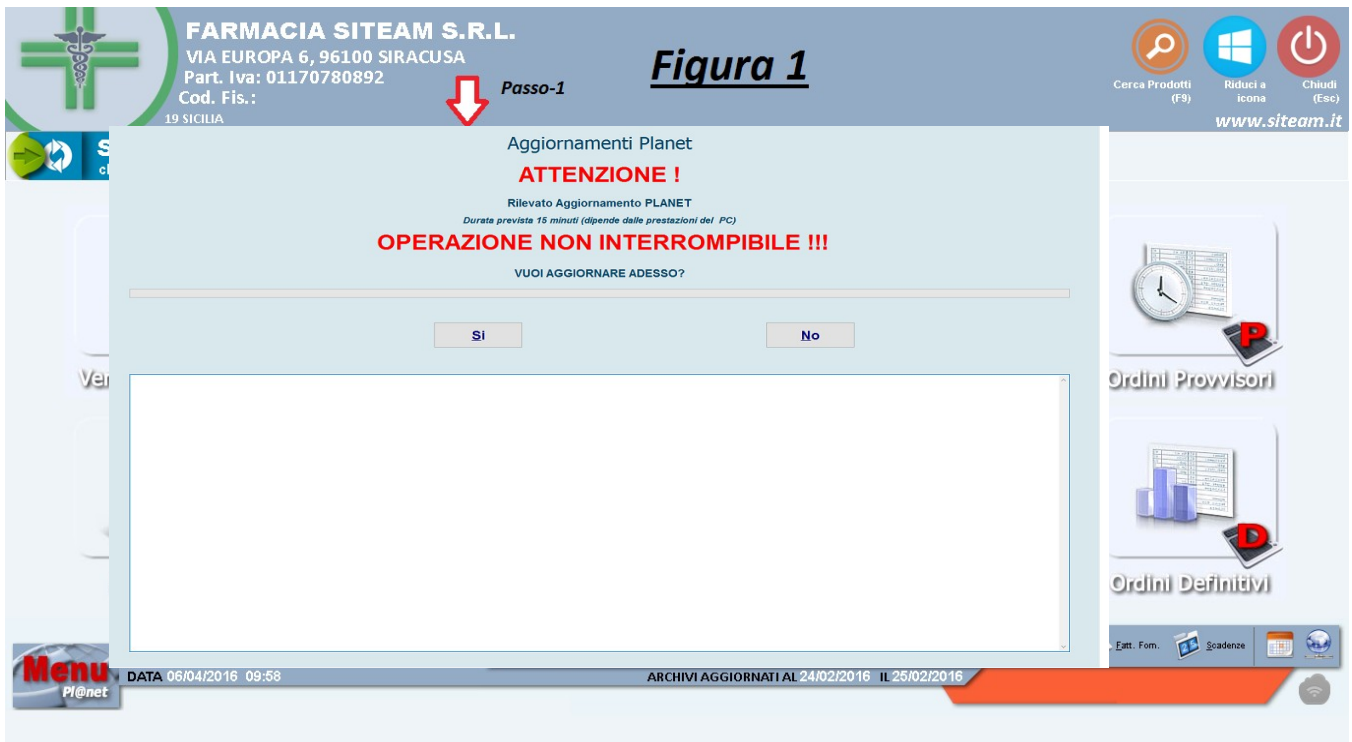 FARMACIA SITEAM S.R.L.
VIA EUROPA 6, 96100 SIRACUSA
Part. Iva: 01170780892
Cod. Fis.:
19 SICILIA
Passo-1
Figura 1
Cerca Prodotti
(F9)
Riduci a
icona
Chiudi
(Esc)
www.siteam.it
S
Aggiornamenti Planet
ATTENZIONE !
Rilevato Aggiornamento PLANET
Durata prevista 15 minuti (dipende dalle prestazioni del PC)
OPERAZIONE NON INTERROMPIBILE !!!
VUOI AGGIORNARE ADESSO?
Si
No
P
Ver
Ordini Provvisori
D
Ordini Definitivi
Fatt. Forn.
Scadenze
Menu
Pl@net
DATA 06/04/2016 09:58
ARCHIVI AGGIORNATI AL 24/02/2016 IL 25/02/2016